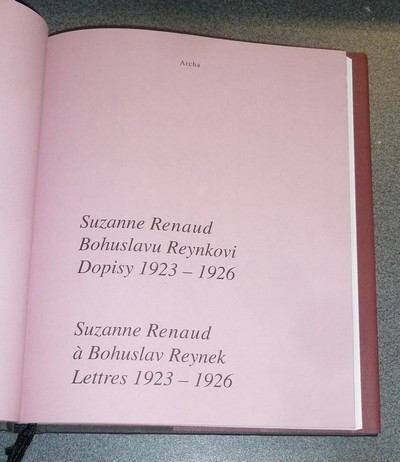 Archa
Suzanne Renaud
Bohuslavu Reynkovi
Dopisy 1923 – 1926
Suzanne Renaud
à Bohuslav Reynek
Lettres 1923 – 1926